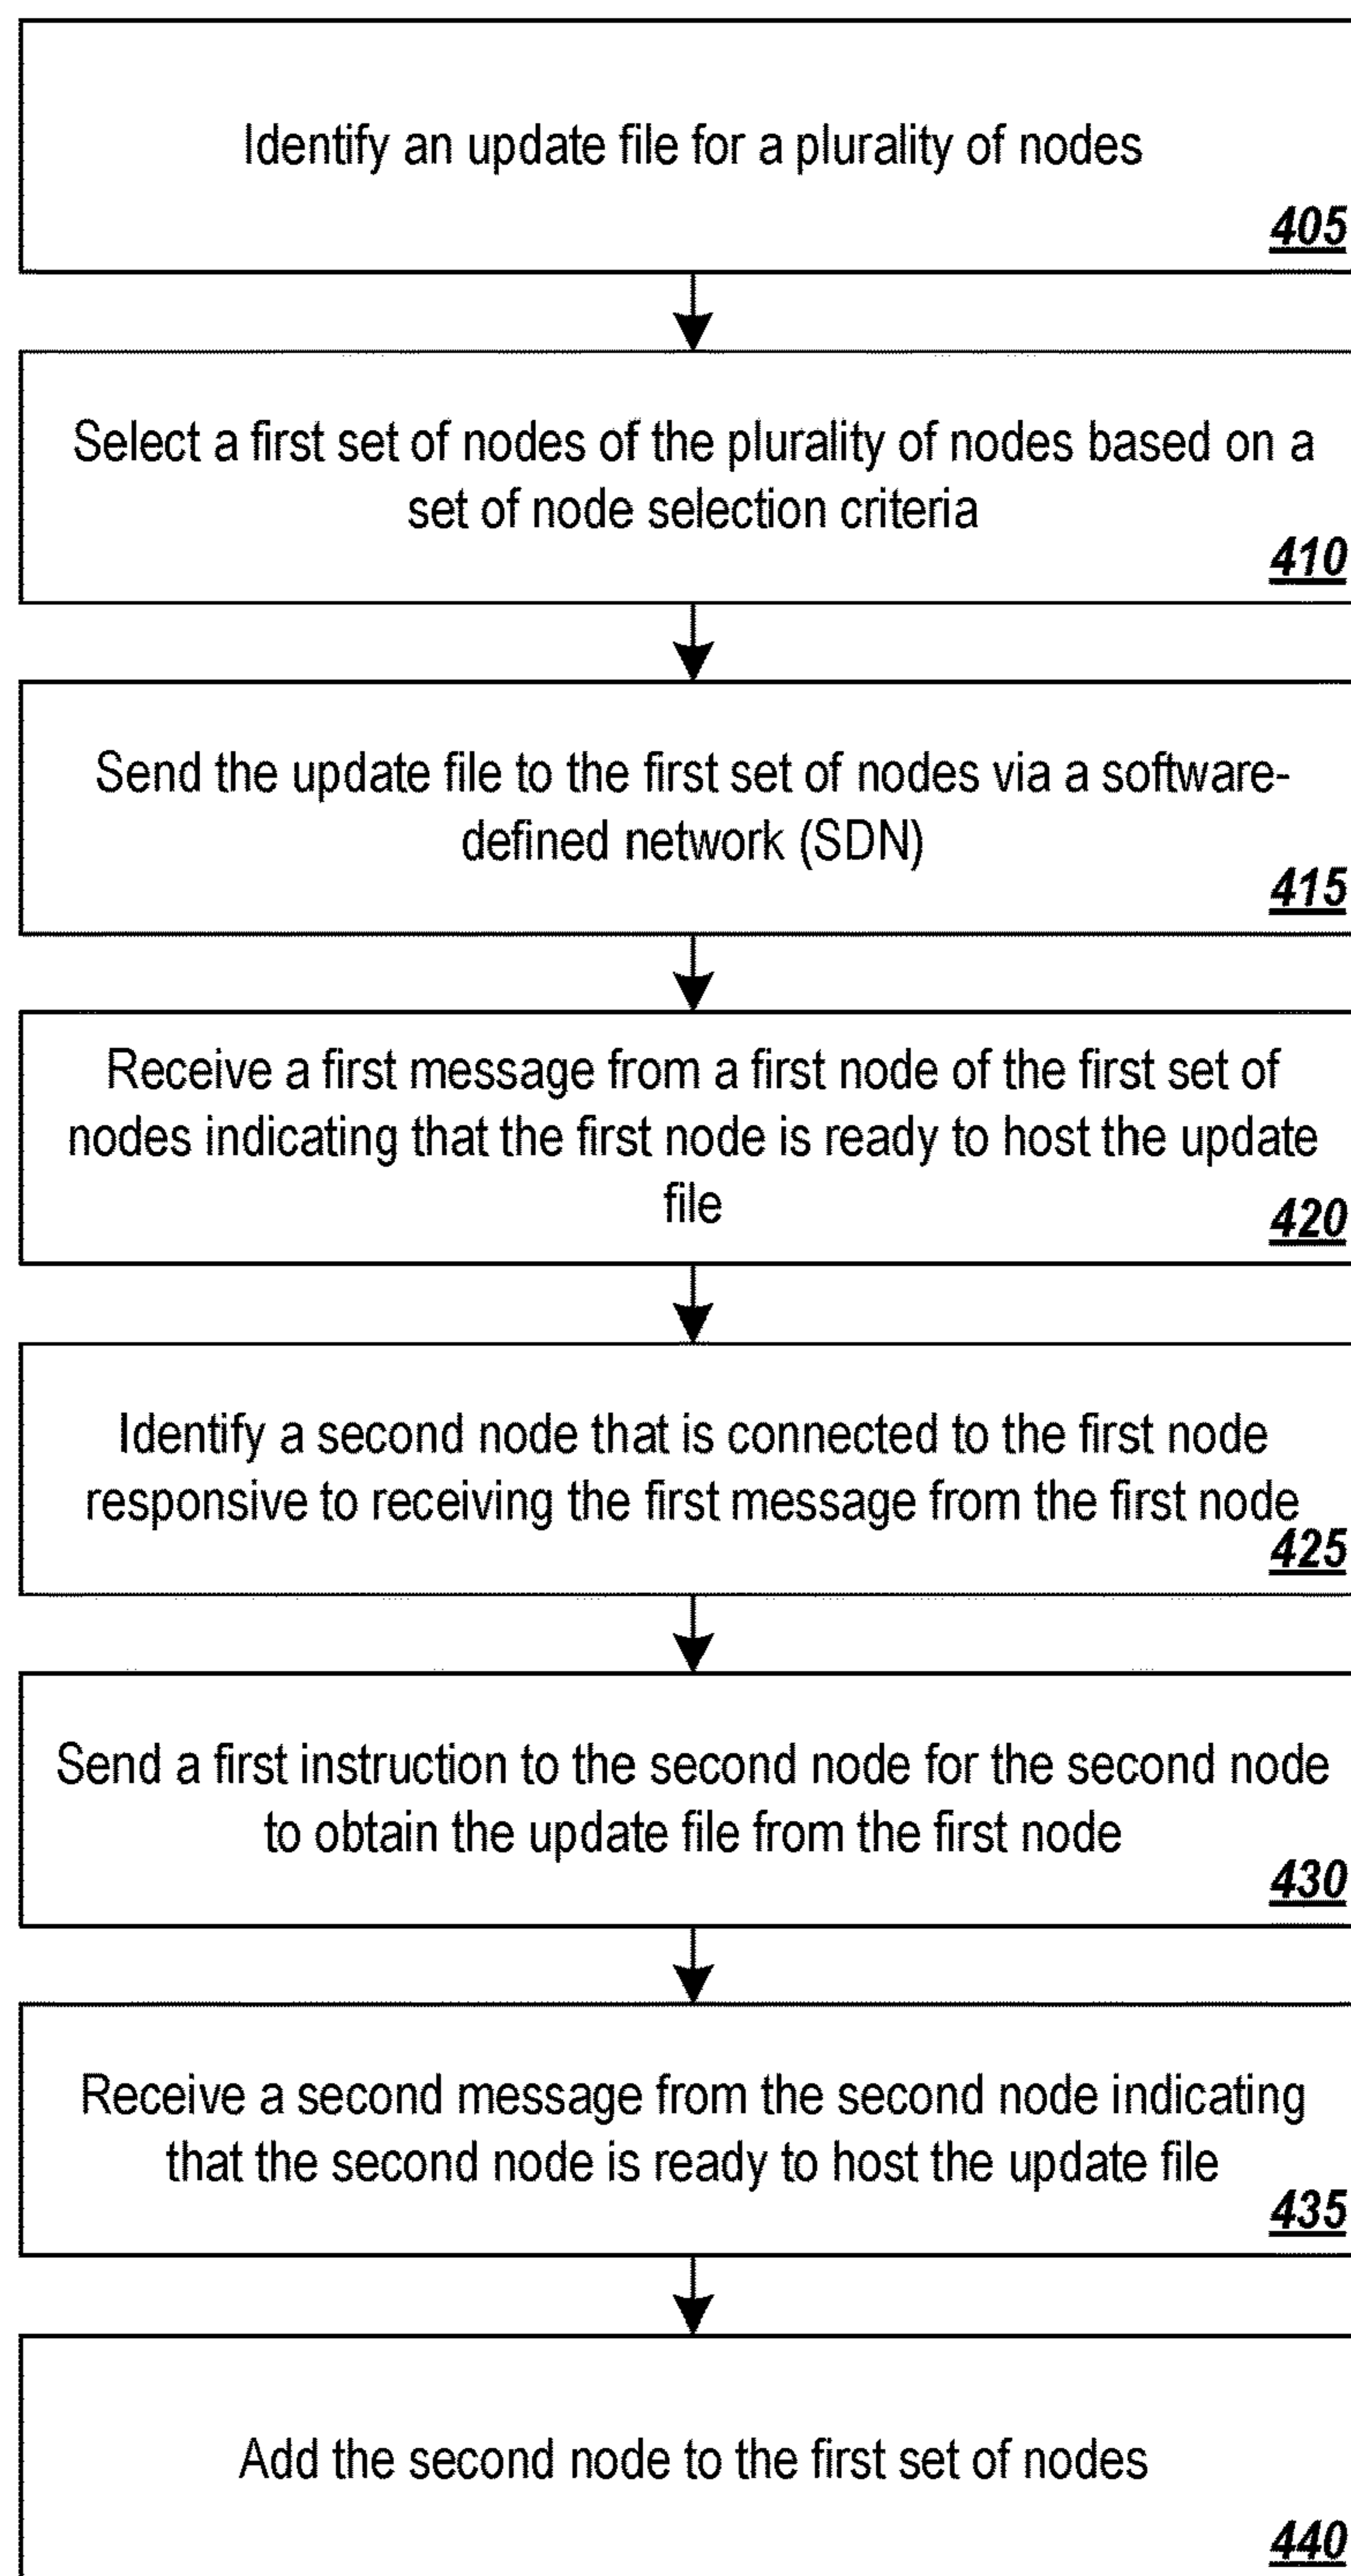 Identify an update file for a plurality of nodes
405
Select a first set of nodes of the plurality of nodes based on a
set of node selection criteria
410
Send the update file to the first set of nodes via a software-
defined network (SDN)
415
Receive a first message from a first node of the first set of
nodes indicating that the first node is ready to host the update
file
420
Identify a second node that is connected to the first node
responsive to receiving the first message from the first node
425
Send a first instruction to the second node for the second node
to obtain the update file from the first node
430
Receive a second message from the second node indicating
that the second node is ready to host the update file
435
Add the second node to the first set of nodes
440